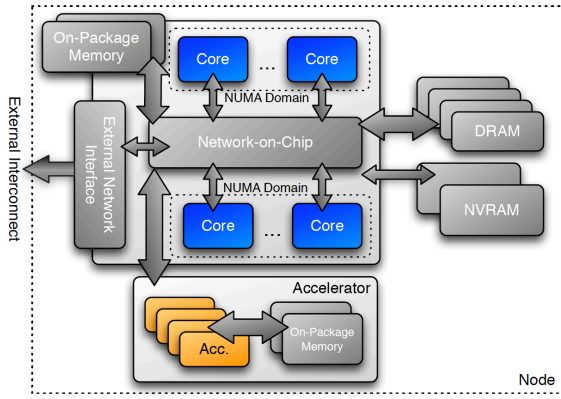 On-Package
Memory
Core
...
Core
NUMA Domain
External Interconnect
External Network
Interface
Network-on-Chip
DRAM
NUMA Domain
NVRAM
Core
...
Core
Accelerator
Acc.
On-Package
Memory
Node